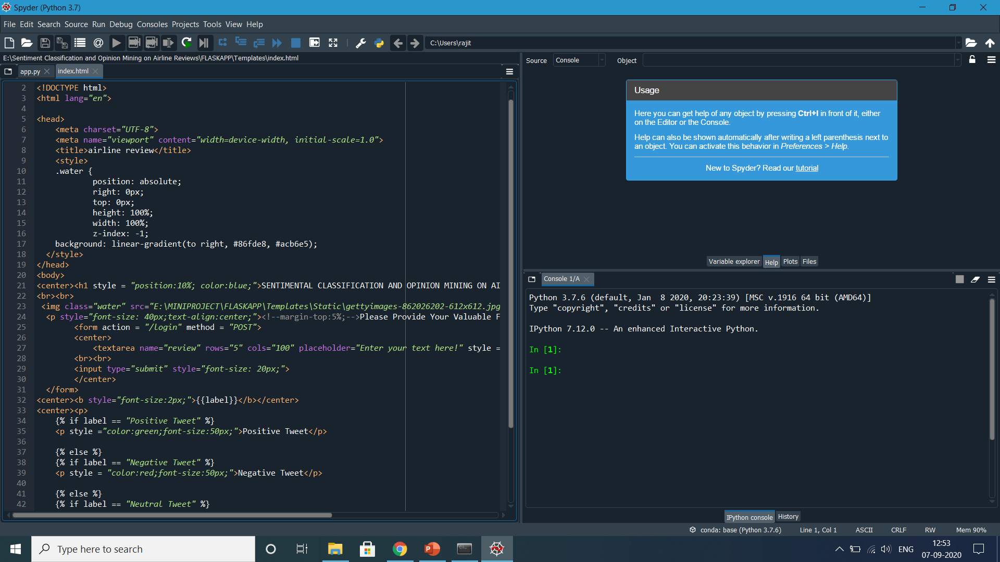 Spyder (Python 3.7)
File Edit Search Source Run Debug Consoles Projects Tools View Help
C:\Users\rajit
E:\Sentiment Classification and Opinion Mining on Airline Reviews\FLASKAPP\Templates\index.html
app.py index.html
2 <!DOCTYPE html>
3 <html lang="en">
4
5 <head>
6 <meta charset="UTF-8">
7 <meta name="viewport" content="width=device-width, initial-scale=1.0">
8 <title>airline review</title>
9 <style>
10 .water {
11 position: absolute;
12 right: 0px;
13 top: 0px;
14 height: 100%;
15 width: 100%;
16 z-index: -1;
17 background: linear-gradient(to right, #86fde8, #acb6e5);
18 </style>
19 </head>
20 <body>
21 <center><h1 style = "position:10%; color:blue;">SENTIMENTAL CLASSIFICATION AND OPINION MINING ON AI
22 <br><br>
23 <img class="water" src="E:\MINIPROJECT\FLASKAPP\Templates\Static\gettyimages-862026202-612x612.jpg
24 <p style="font-size: 40px;text-align:center;"><!--margin-top:5%;-->Please Provide Your Valuable F
25 <form action = "/login" method = "POST">
26 <center>
27 <textarea name="review" rows="5" cols="100" placeholder="Enter your text here!" style =
28 <br><br>
29 <input type="submit" style="font-size: 20px;">
30 </center>
31 </form>
32 <center><b style="font-size:2px;">{{label}}</b></center>
33 <center><p>
34 {% if label == "Positive Tweet" %}
35 <p style ="color:green;font-size:50px;">Positive Tweet</p>
36
37 {% else %}
38 {% if label == "Negative Tweet" %}
39 <p style = "color:red;font-size:50px;">Negative Tweet</p>
40
41 {% else %}
42 {% if label == "Neutral Tweet" %}
Source Console Object
Usage
Here you can get help of any object by pressing Ctrl+I in front of it, either
on the Editor or the Console.
Help can also be shown automatically after writing a left parenthesis next to
an object. You can activate this behavior in Preferences > Help.
New to Spyder? Read our tutorial
Variable explorer Help Plots Files
Console 1/A
Python 3.7.6 (default, Jan  8 2020, 20:23:39) [MSC v.1916 64 bit (AMD64)]
Type "copyright", "credits" or "license" for more information.
IPython 7.12.0 -- An enhanced Interactive Python.
In [1]:
In [1]:
IPython console History
conda: base (Python 3.7.6) Line 1, Col 1 ASCII CRLF RW Mem 90%
Type here to search
ENG
12:53
07-09-2020